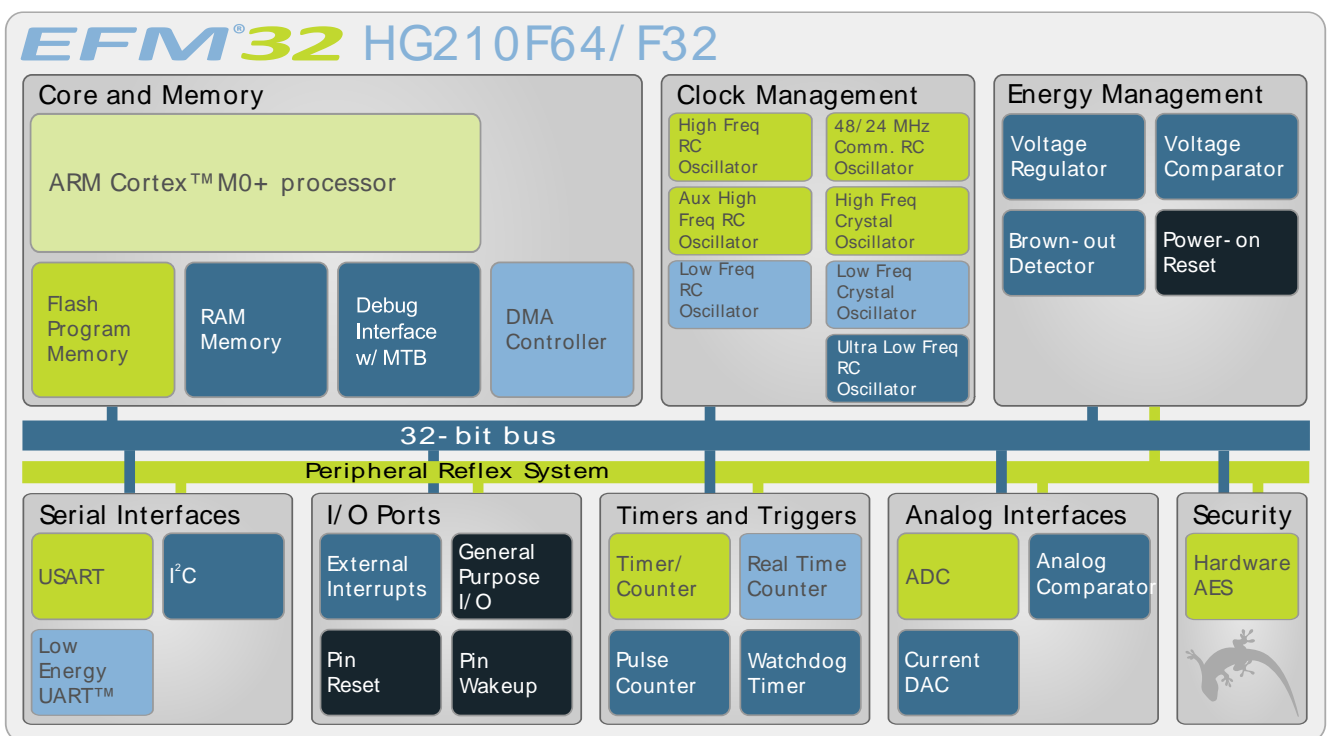 EFM®32 HG210F64/F32
Core and Memory
ARM Cortex™ M0+ processor
Flash
Program
Memory
RAM
Memory
Debug
Interface
w/ MTB
DMA
Controller
Clock Management
High Freq
RC
Oscillator
48/24 MHz
Comm. RC
Oscillator
Aux High
Freq RC
Oscillator
High Freq
Crystal
Oscillator
Low Freq
RC
Oscillator
Low Freq
Crystal
Oscillator
Ultra Low Freq
RC
Oscillator
Energy Management
Voltage
Regulator
Voltage
Comparator
Brown-out
Detector
Power-on
Reset
32-bit bus
Peripheral Reflex System
Serial Interfaces
USART
I²C
Low
Energy
UART™
I/O Ports
External
Interrupts
General
Purpose
I/O
Pin
Reset
Pin
Wakeup
Timers and Triggers
Timer/
Counter
Real Time
Counter
Pulse
Counter
Watchdog
Timer
Analog Interfaces
ADC
Analog
Comparator
Current
DAC
Security
Hardware
AES